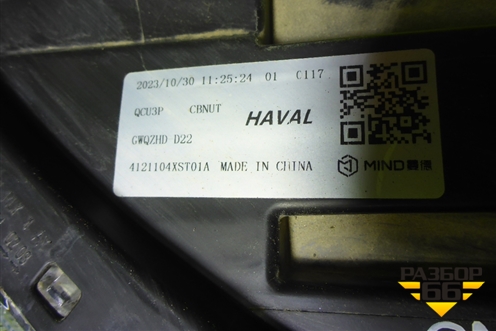 2023/10/30 11:25:24 01 C117
QCU3P CBNUT
HAVAL
GWQZHD D22
4121104XST01A MADE IN CHINA
MIND
РАЗБОР
66